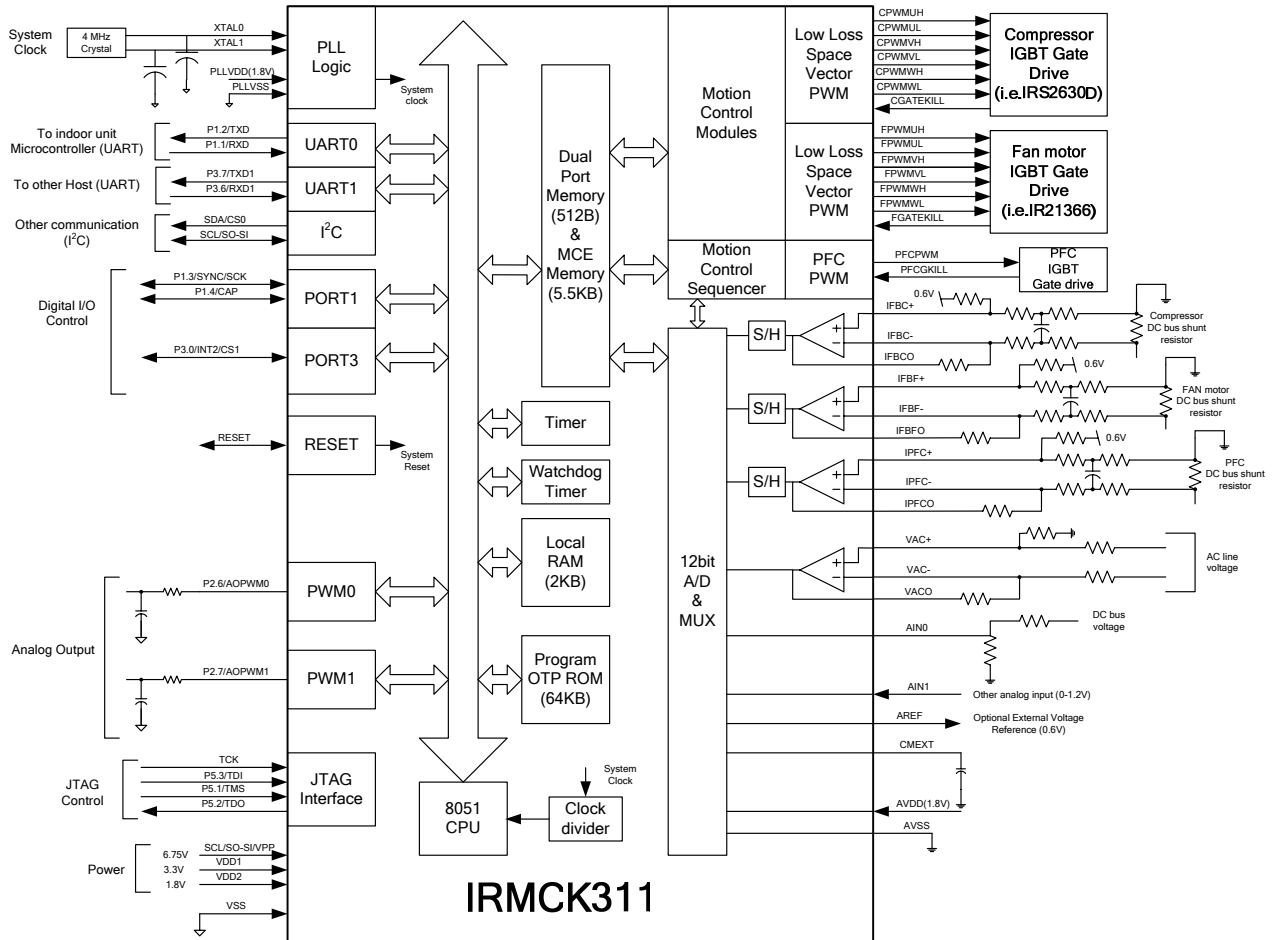 System
Clock
4 MHz
Crystal
XTAL0
XTAL1
PLLVDD(1.8V)
PLLVSS
PLL
Logic
System
clock
To indoor unit
Microcontroller (UART)
P1.2/TXD
P1.1/RXD
UART0
To other Host (UART)
P3.7/TXD1
P3.6/RXD1
UART1
Other communication
(I²C)
SDA/CS0
SCL/SO-SI
I²C
Digital I/O
Control
P1.3/SYNC/SCK
P1.4/CAP
PORT1
P3.0/INT2/CS1
PORT3
RESET
RESET
System
Reset
Analog Output
P2.6/AOPWM0
PWM0
P2.7/AOPWM1
PWM1
JTAG
Control
TCK
P5.3/TDI
P5.1/TMS
P5.2/TDO
JTAG
Interface
Power
6.75V
3.3V
1.8V
SCL/SO-SI/VPP
VDD1
VDD2
VSS
Dual
Port
Memory
(512B)
&
MCE
Memory
(5.5KB)
Timer
Watchdog
Timer
Local
RAM
(2KB)
Program
OTP ROM
(64KB)
8051
CPU
System
Clock
Clock
divider
IRMCK311
Motion
Control
Modules
Low Loss
Space
Vector
PWM
Low Loss
Space
Vector
PWM
Motion
Control
Sequencer
PFC
PWM
CPWMUH
CPWMUL
CPWMVH
CPWMVL
CPWMWH
CPWMWL
CGATEKILL
Compressor
IGBT Gate
Drive
(i.e.IRS2630D)
FPWMUH
FPWMUL
FPWMVH
FPWMVL
FPWMWH
FPWMWL
FGATEKILL
Fan motor
IGBT Gate
Drive
(i.e.IR21366)
PFCPWM
PFCGKILL
PFC
IGBT
Gate drive
12bit
A/D
&
MUX
S/H
+
-
IFBC+
IFBC-
IFBCO
0.6V
Compressor
DC bus shunt
resistor
S/H
+
-
IFBF+
IFBF-
IFBFO
0.6V
FAN motor
DC bus shunt
resistor
S/H
+
-
IPFC+
IPFC-
IPFCO
0.6V
PFC
DC bus shunt
resistor
+
-
VAC+
VAC-
VACO
AC line
voltage
AIN0
DC bus
voltage
AIN1
Other analog input (0-1.2V)
AREF
Optional External Voltage
Reference (0.6V)
CMEXT
AVDD(1.8V)
AVSS